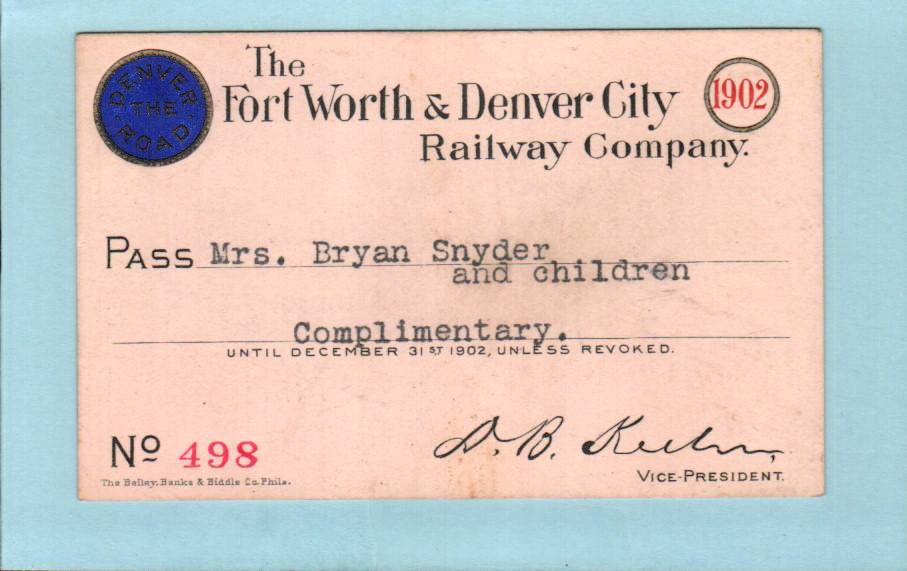 DENVER
THE
ROAD
The
Fort Worth & Denver City
Railway Company.
1902
PASS Mrs. Bryan Snyder
and children
Complimentary.
UNTIL DECEMBER 31ST 1902, UNLESS REVOKED.
No 498
D. B. Keeler,
VICE-PRESIDENT.
The Bailey, Banks & Biddle Co. Phila.